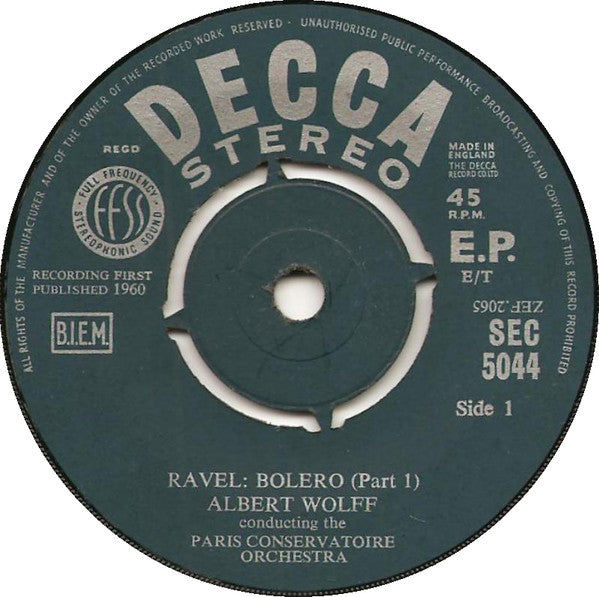 ALL RIGHTS OF THE MANUFACTURER AND OF THE OWNER OF THE RECORDED WORK RESERVED · UNAUTHORISED PUBLIC PERFORMANCE, BROADCASTING AND COPYING OF THIS RECORD PROHIBITED
DECCA
STEREO
REGD
FULL FREQUENCY
FFSS
STEREOPHONIC SOUND
RECORDING FIRST
PUBLISHED 1960
B.I.E.M.
MADE IN
ENGLAND
THE DECCA
RECORD CO.LTD
45
R.P.M.
E.P.
E/T
ZEF.2065
SEC
5044
Side 1
RAVEL: BOLERO (Part 1)
ALBERT WOLFF
conducting the
PARIS CONSERVATOIRE
ORCHESTRA